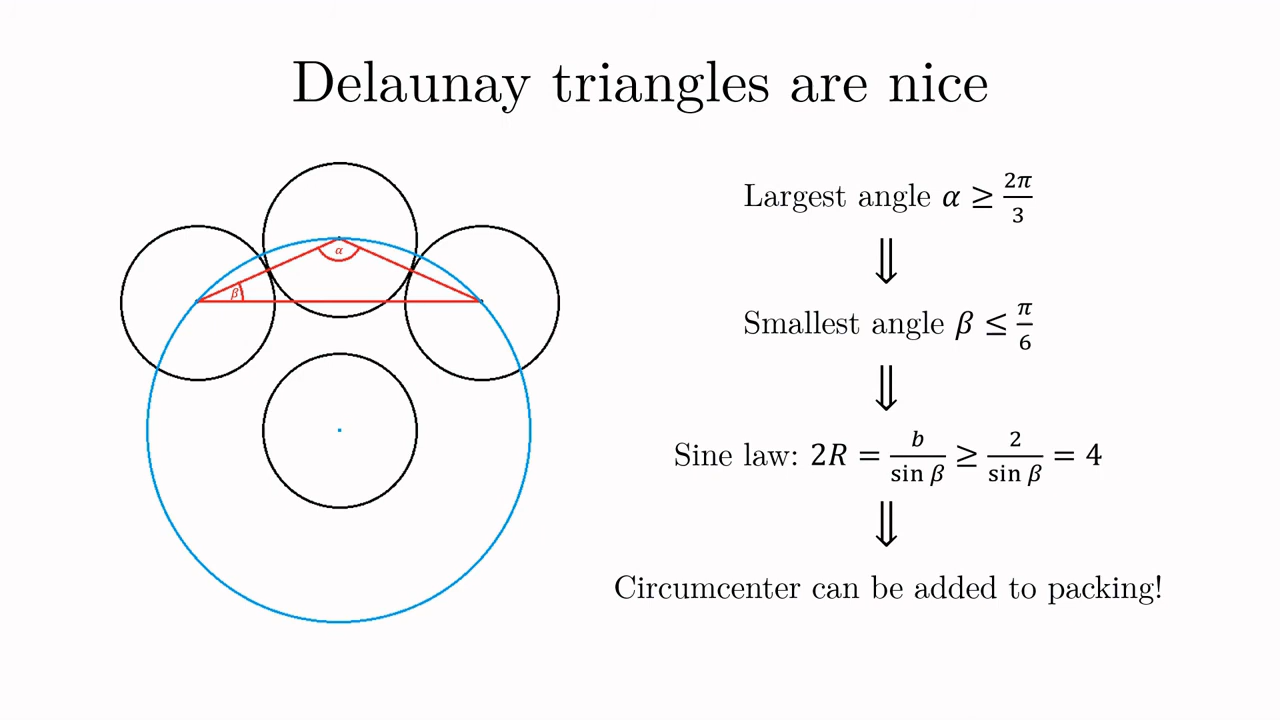 Delaunay triangles are nice
α
β
Largest angle α ≥ 2π/3
⇓
Smallest angle β ≤ π/6
⇓
Sine law: 2R = b/sin β ≥ 2/sin β = 4
⇓
Circumcenter can be added to packing!